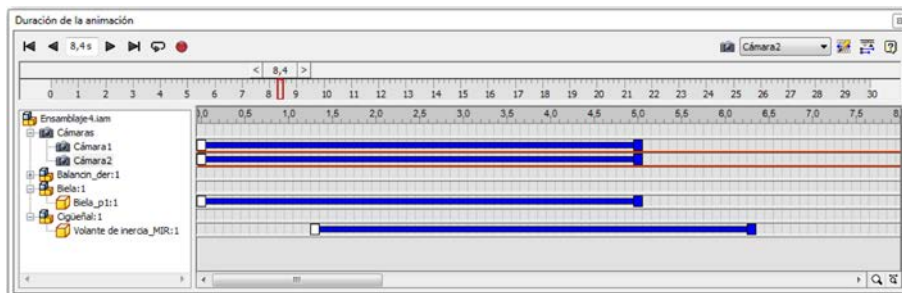 Duración de la animación
8,4 s
Cámara2
< 8,4 >
0 1 2 3 4 5 6 7 8 9 10 11 12 13 14 15 16 17 18 19 20 21 22 23 24 25 26 27 28 29 30
0,0 0,5 1,0 1,5 2,0 2,5 3,0 3,5 4,0 4,5 5,0 5,5 6,0 6,5 7,0 7,5
Ensamblaje4.iam
Cámaras
Cámara1
Cámara2
Balancin_der:1
Biela:1
Biela_p1:1
Cigüeñal:1
Volante de inercia_MIR:1